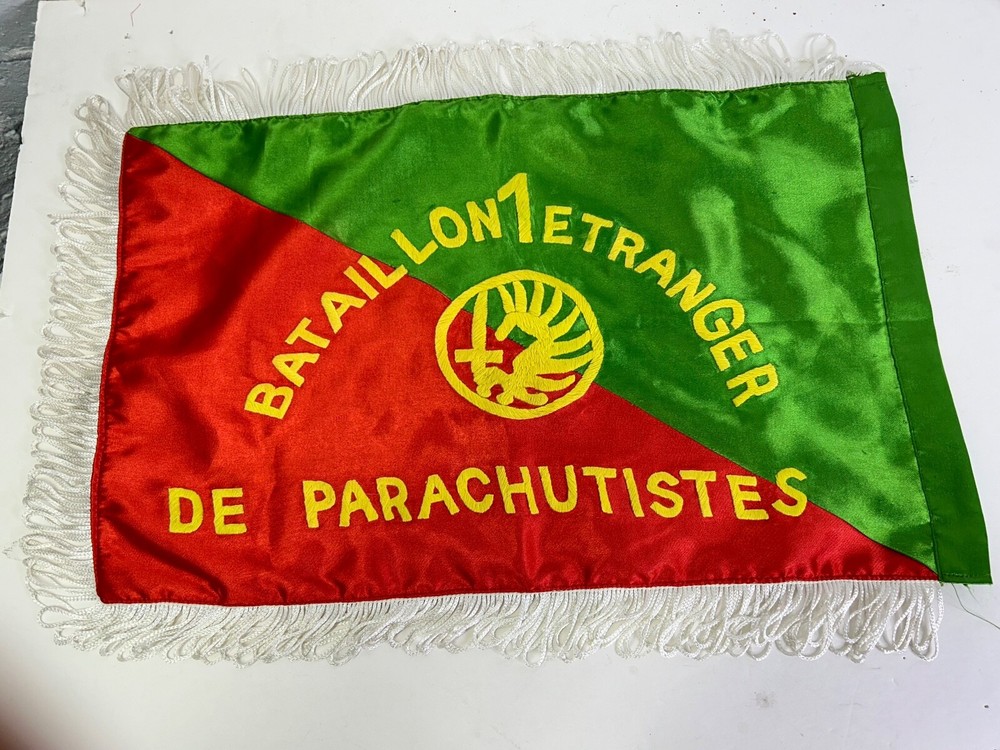 BATAILLON 1 ETRANGER
DE PARACHUTISTES